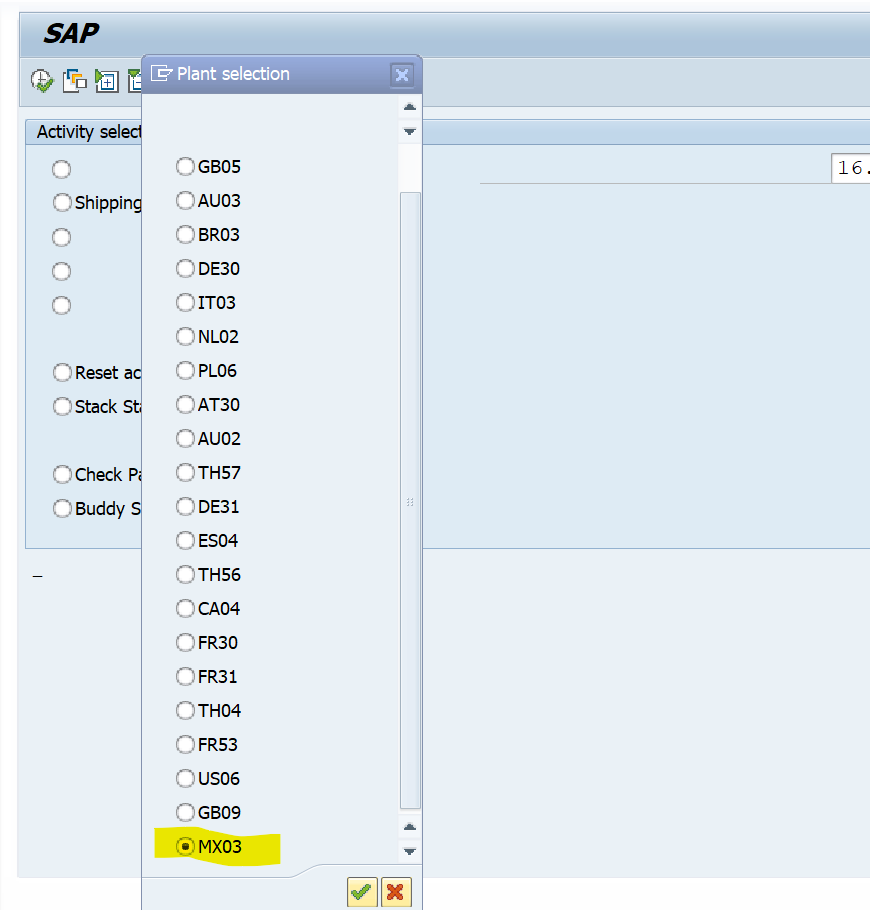 SAP
Plant selection
Activity select
16.
Shipping
Reset ac
Stack Sta
Check Pa
Buddy S
GB05
AU03
BR03
DE30
IT03
NL02
PL06
AT30
AU02
TH57
DE31
ES04
TH56
CA04
FR30
FR31
TH04
FR53
US06
GB09
MX03